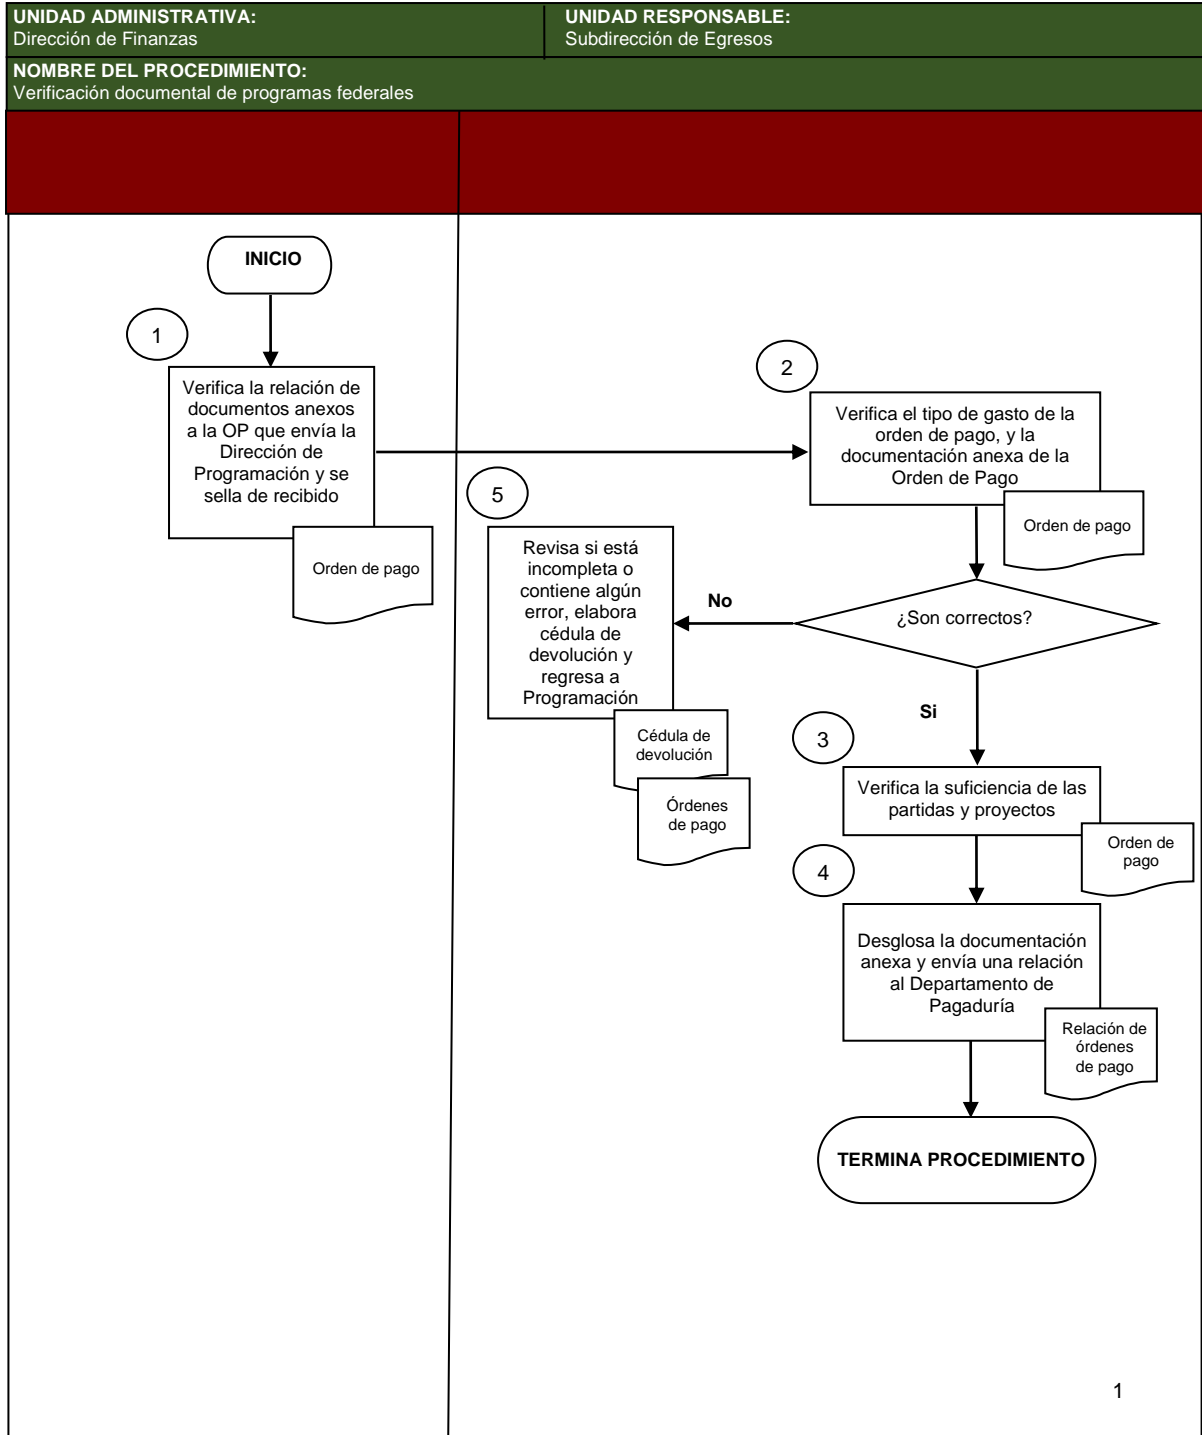 UNIDAD ADMINISTRATIVA:
Dirección de Finanzas
UNIDAD RESPONSABLE:
Subdirección de Egresos
NOMBRE DEL PROCEDIMIENTO:
Verificación documental de programas federales
INICIO
1
Verifica la relación de
documentos anexos
a la OP que envía la
Dirección de
Programación y se
sella de recibido
Orden de pago
2
Verifica el tipo de gasto de la
orden de pago, y la
documentación anexa de la
Orden de Pago
Orden de pago
¿Son correctos?
No
5
Revisa si está
incompleta o
contiene algún
error, elabora
cédula de
devolución y
regresa a
Programación
Cédula de
devolución
Órdenes
de pago
Si
3
Verifica la suficiencia de las
partidas y proyectos
Orden de
pago
4
Desglosa la documentación
anexa y envía una relación
al Departamento de
Pagaduría
Relación de
órdenes
de pago
TERMINA PROCEDIMIENTO
1